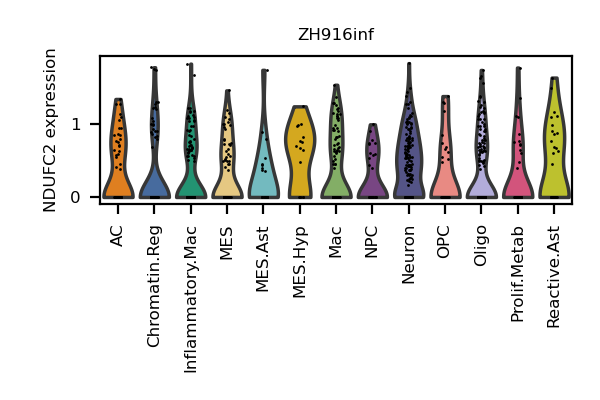 ZH916inf
NDUFC2 expression
1
0
AC
Chromatin.Reg
Inflammatory.Mac
MES
MES.Ast
MES.Hyp
Mac
NPC
Neuron
OPC
Oligo
Prolif.Metab
Reactive.Ast